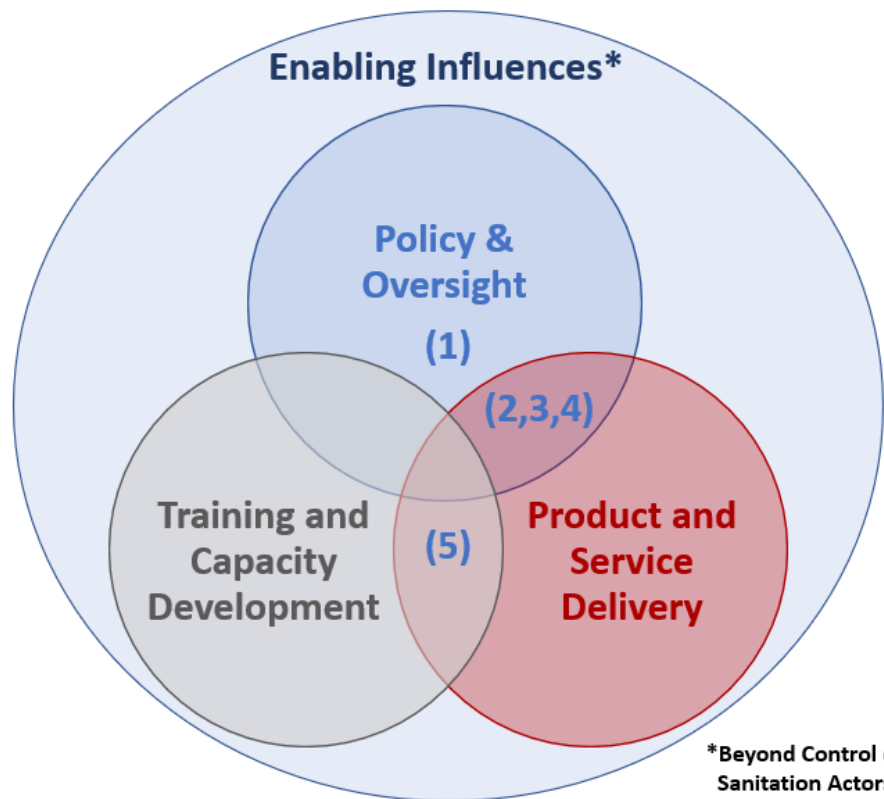 Enabling Influences*
Policy &
Oversight
(1)
(2,3,4)
Training and
Capacity
Development
(5)
Product and
Service
Delivery
*Beyond Control
Sanitation Actors